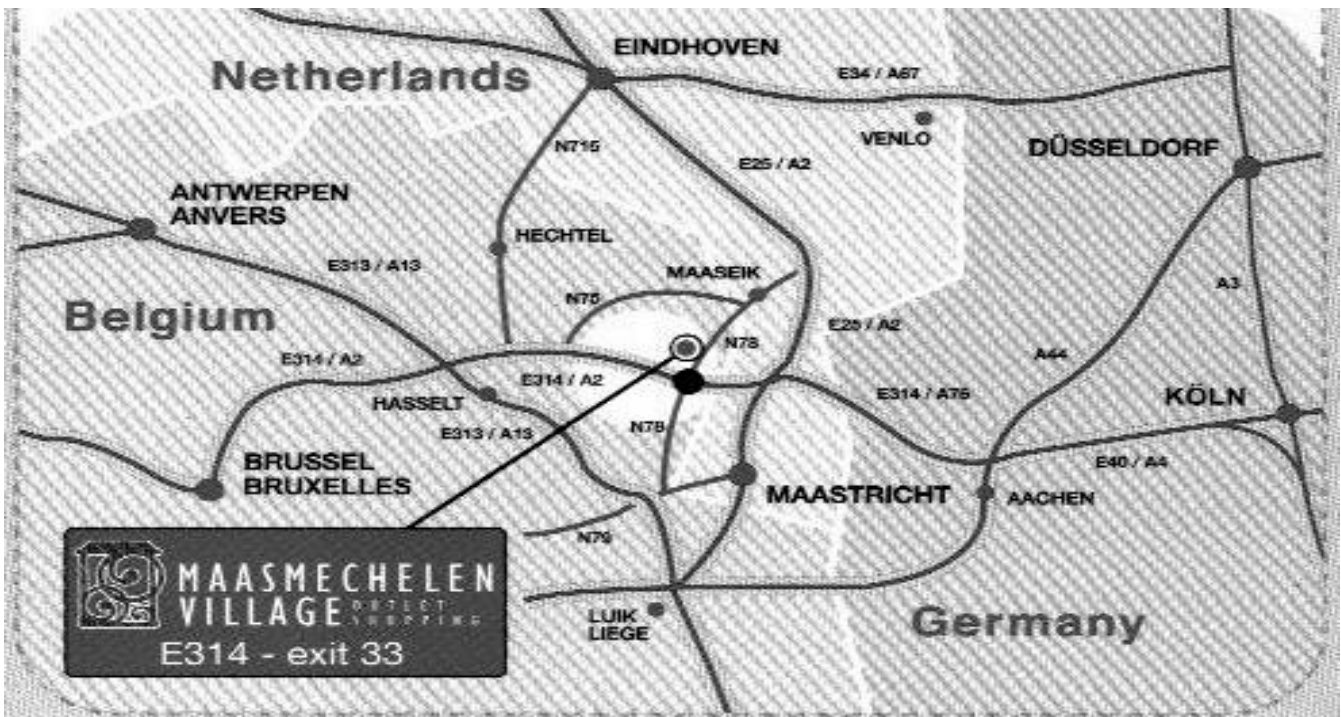 EINDHOVEN
Netherlands
E34 / A67
VENLO
DÜSSELDORF
N715
E25 / A2
ANTWERPEN
ANVERS
HECHTEL
E313 / A13
MAASEIK
A3
N75
Belgium
E25 / A2
N78
E314 / A2
A44
E314 / A2
HASSELT
E314 / A76
KÖLN
N78
E313 / A13
BRUSSEL
BRUXELLES
E40 / A4
MAASTRICHT
AACHEN
N79
MAASMECHELEN
VILLAGE OUTLET
SHOPPING
E314 - exit 33
LUIK
LIEGE
Germany